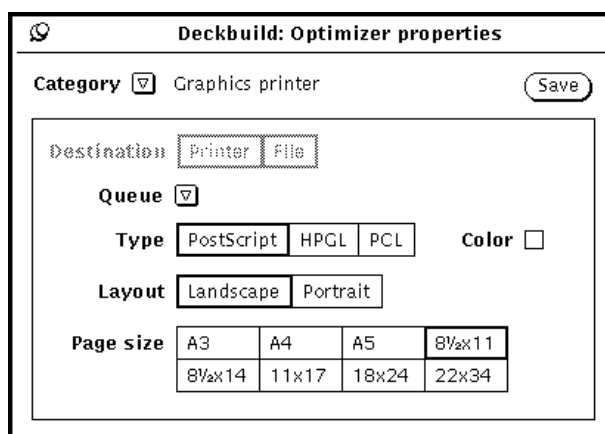 Deckbuild: Optimizer properties
Category Graphics printer Save
Destination Printer File
Queue
Type PostScript HPGL PCL Color
Layout Landscape Portrait
Page size A3 A4 A5 8½x11
8½x14 11x17 18x24 22x34